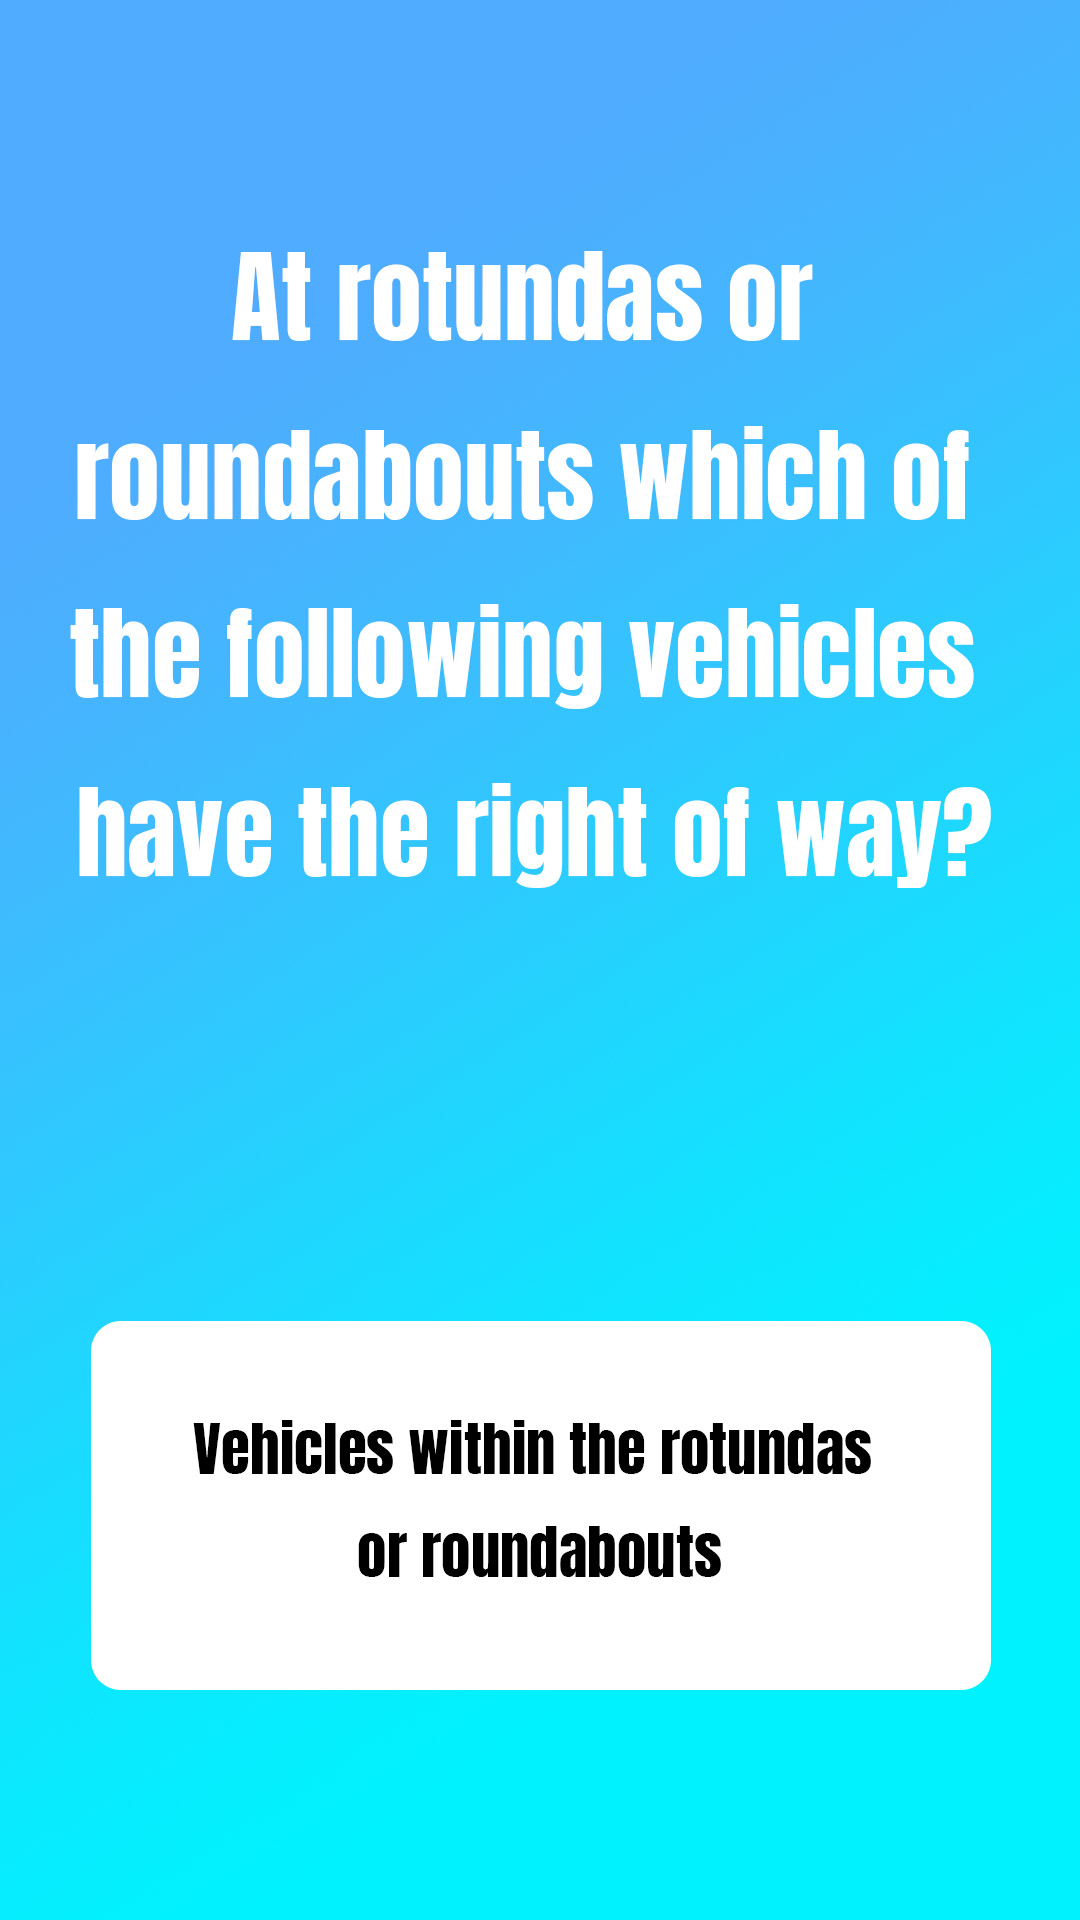 At rotundas or
roundabouts which of
the following vehicles
have the right of way?
Vehicles within the rotundas
or roundabouts